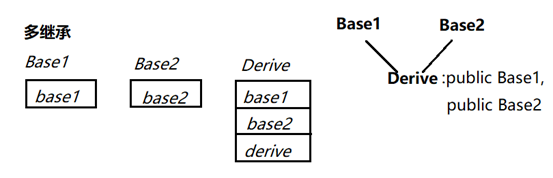 多继承
Base1 Base2 Derive
base1 base2 base1
base2
derive
Base1 Base2
Derive :public Base1,
public Base2